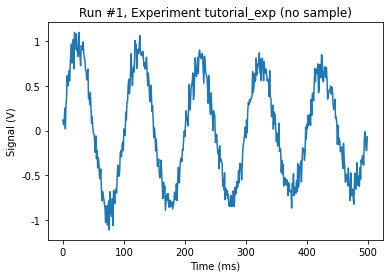 Run #1, Experiment tutorial_exp (no sample)
1
0.5
0
-0.5
-1
Signal (V)
0 100 200 300 400 500
Time (ms)